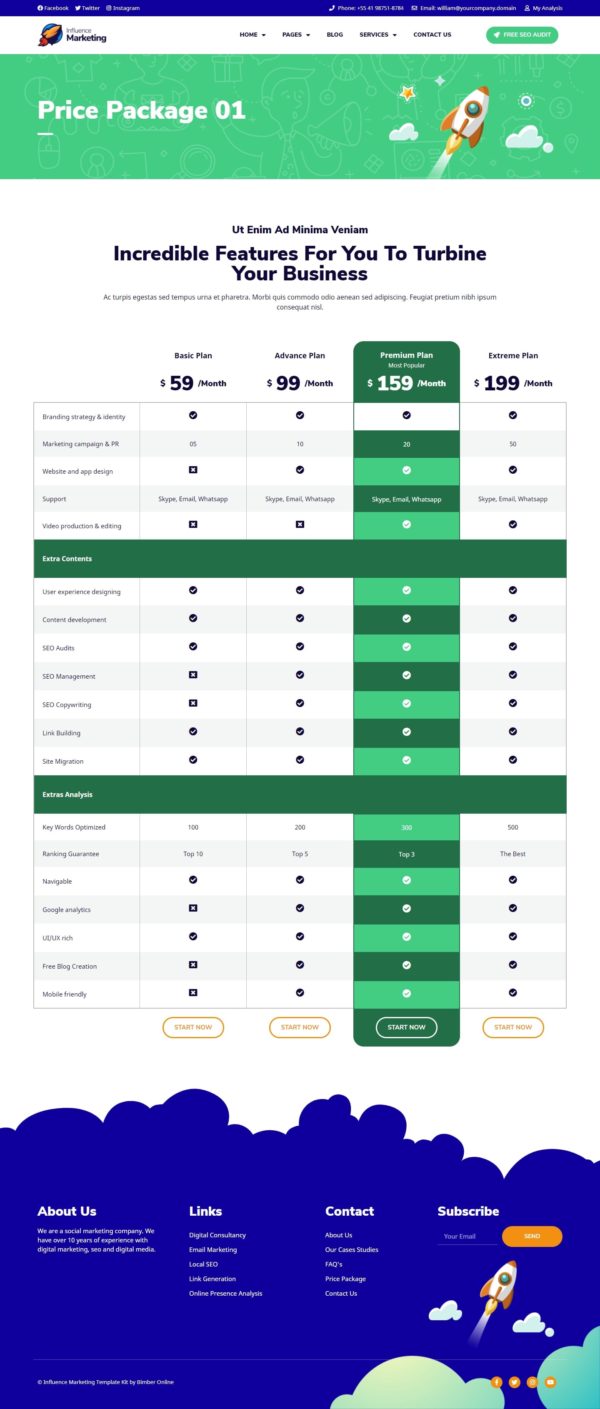 Facebook Twitter Instagram Phone: +55 41 98751-8784 Email: william@yourcompany.domain My Analysis
Influence
Marketing
HOME PAGES BLOG SERVICES CONTACT US FREE SEO AUDIT
Price Package 01
Ut Enim Ad Minima Veniam
Incredible Features For You To Turbine
Your Business
Ac turpis egestas sed tempus urna et pharetra. Morbi quis commodo odio aenean sed adipiscing. Feugiat pretium nibh ipsum
consequat nisl.
Basic Plan Advance Plan Premium Plan Extreme Plan
Most Popular
$ 59 /Month $ 99 /Month $ 159 /Month $ 199 /Month
Branding strategy & identity
Marketing campaign & PR 05 10 20 50
Website and app design
Support Skype, Email, Whatsapp Skype, Email, Whatsapp Skype, Email, Whatsapp Skype, Email, Whatsapp
Video production & editing
Extra Contents
User experience designing
Content development
SEO Audits
SEO Management
SEO Copywriting
Link Building
Site Migration
Extras Analysis
Key Words Optimized 100 200 300 500
Ranking Guarantee Top 10 Top 5 Top 3 The Best
Navigable
Google analytics
UI/UX rich
Free Blog Creation
Mobile friendly
START NOW START NOW START NOW START NOW
About Us Links Contact Subscribe
We are a social marketing company. We
have over 10 years of experience with
digital marketing, seo and digital media.
Digital Consultancy
Email Marketing
Local SEO
Link Generation
Online Presence Analysis
About Us
Our Cases Studies
FAQ's
Price Package
Contact Us
Your Email SEND
© Influence Marketing Template Kit by Bimber Online